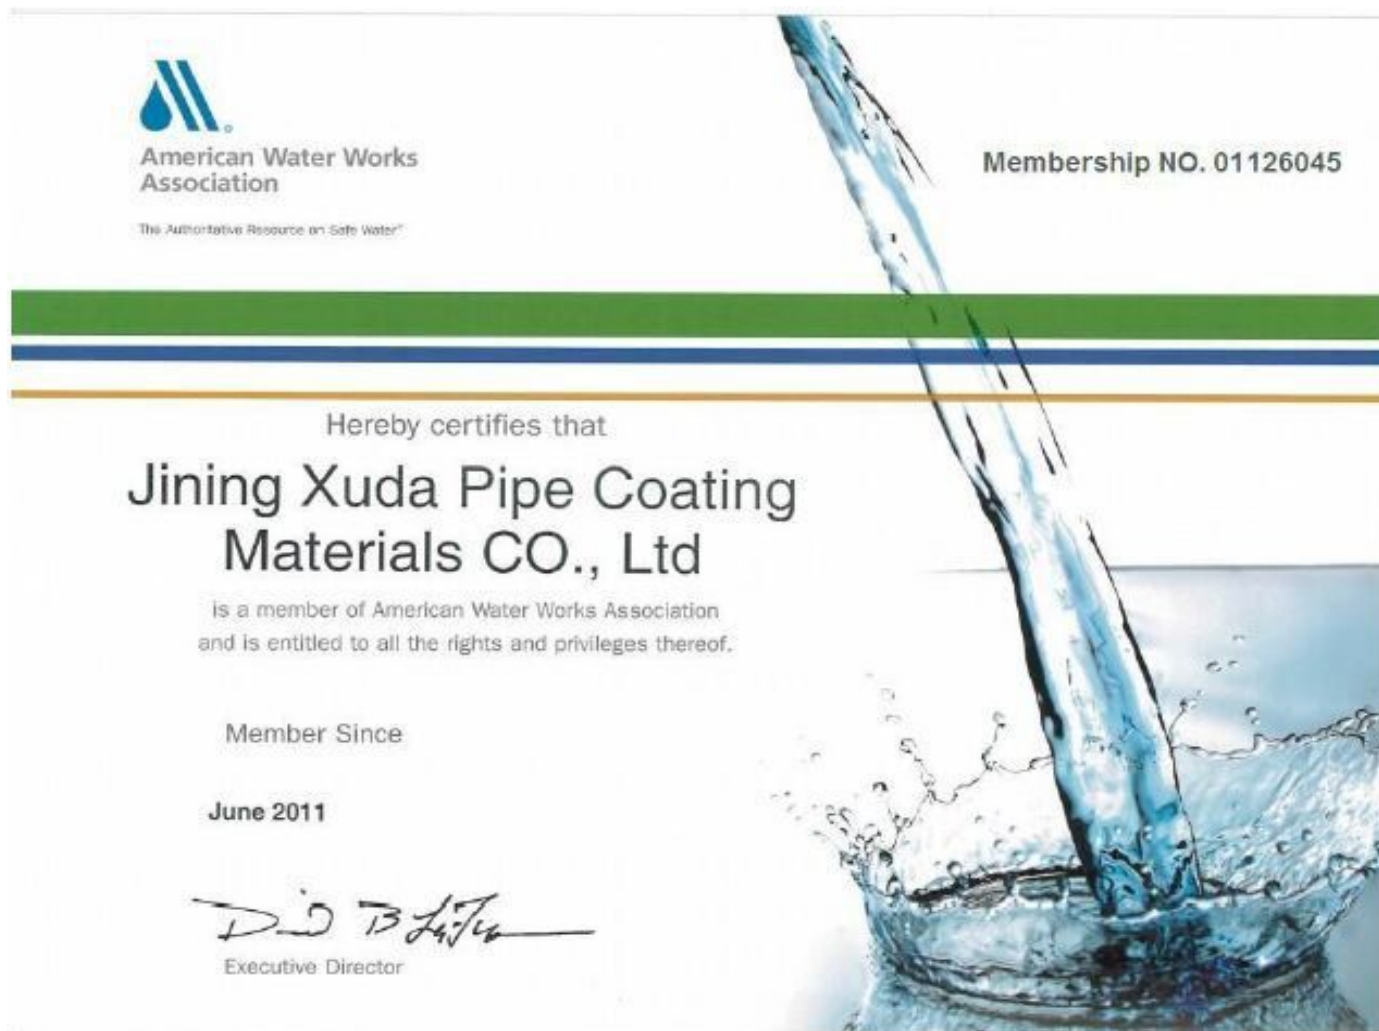 American Water Works
Association
The Authoritative Resource on Safe Water
Membership NO. 01126045
Hereby certifies that
Jining Xuda Pipe Coating
Materials CO., Ltd
is a member of American Water Works Association
and is entitled to all the rights and privileges thereof.
Member Since
June 2011
Executive Director